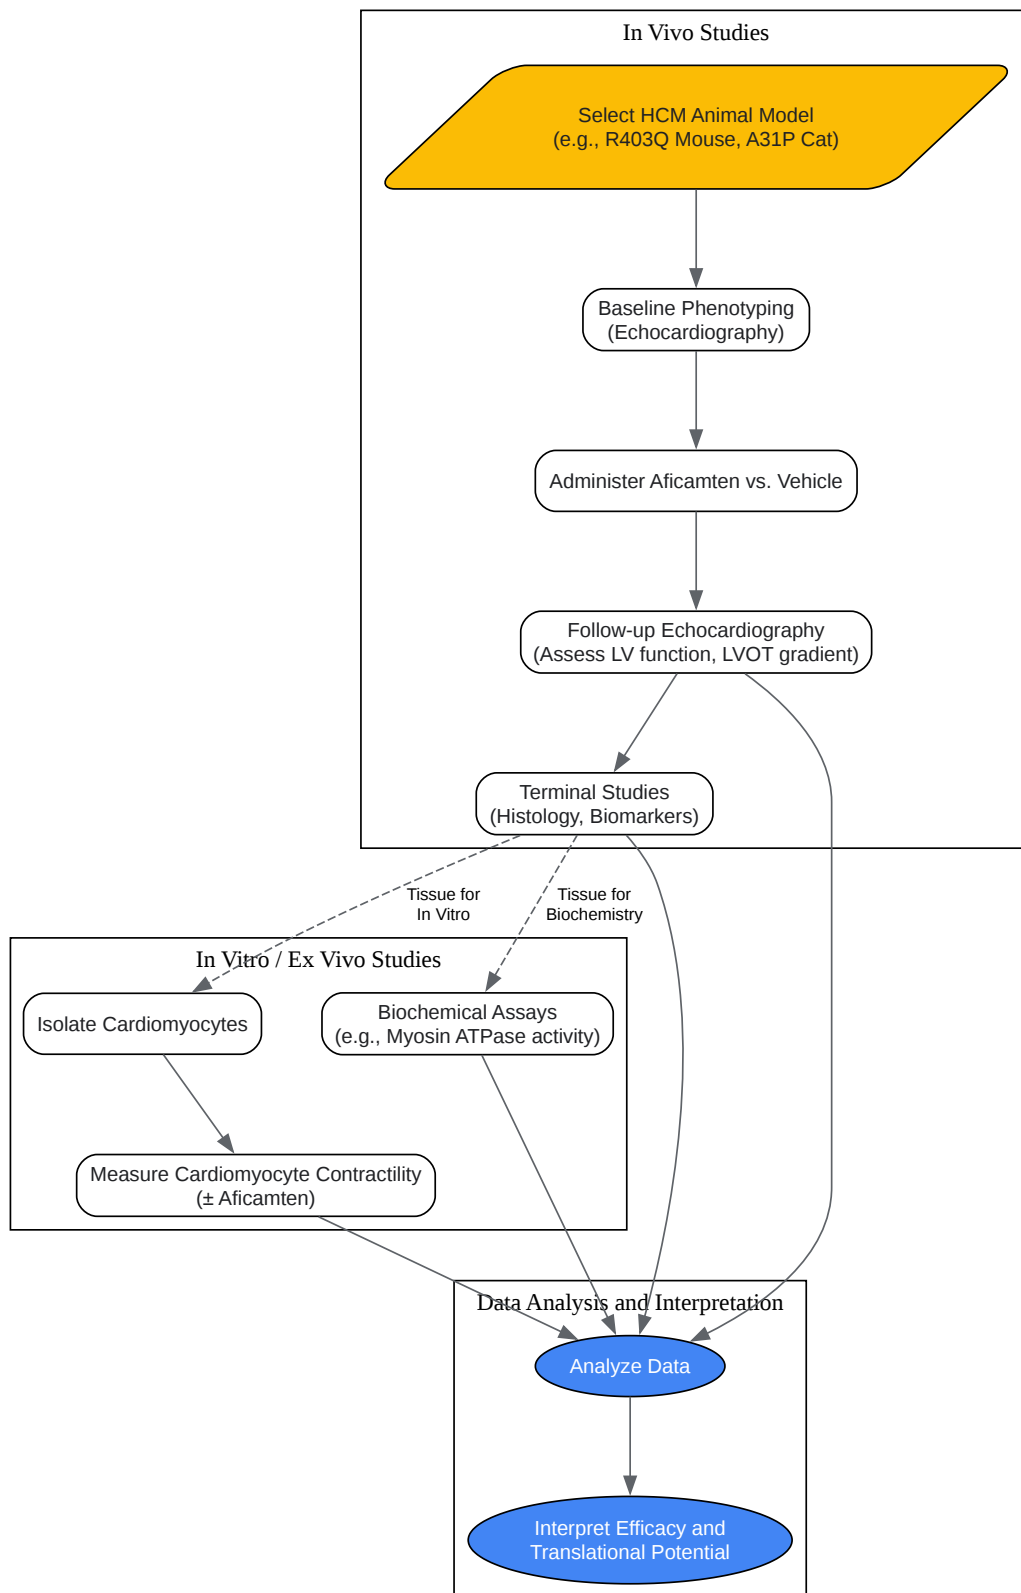 In Vivo Studies
Select HCM Animal Model
(e.g., R403Q Mouse, A31P Cat)
Baseline Phenotyping
(Echocardiography)
Administer Aficamten vs. Vehicle
Follow-up Echocardiography
(Assess LV function, LVOT gradient)
Terminal Studies
(Histology, Biomarkers)
Tissue for
In Vitro
Tissue for
Biochemistry
In Vitro / Ex Vivo Studies
Isolate Cardiomyocytes
Biochemical Assays
(e.g., Myosin ATPase activity)
Measure Cardiomyocyte Contractility
(± Aficamten)
Data Analysis and Interpretation
Analyze Data
Interpret Efficacy and
Translational Potential